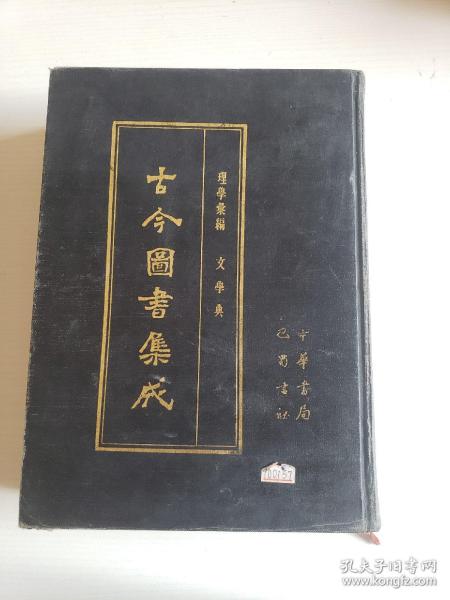 中華書局
巴蜀書社
理學彙編 文學典
古今圖書集成
700157
孔夫子旧书网
www.kongfz.com